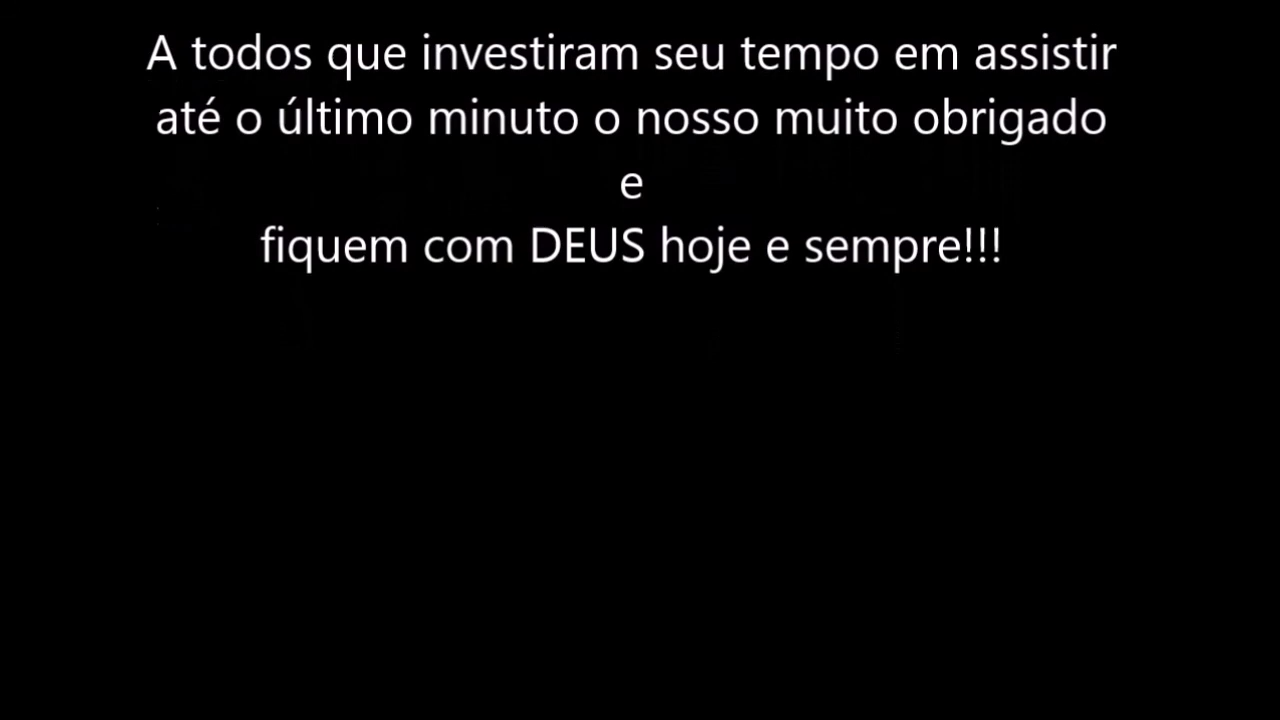 A todos que investiram seu tempo em assistir
até o último minuto o nosso muito obrigado
e
fiquem com DEUS hoje e sempre!!!